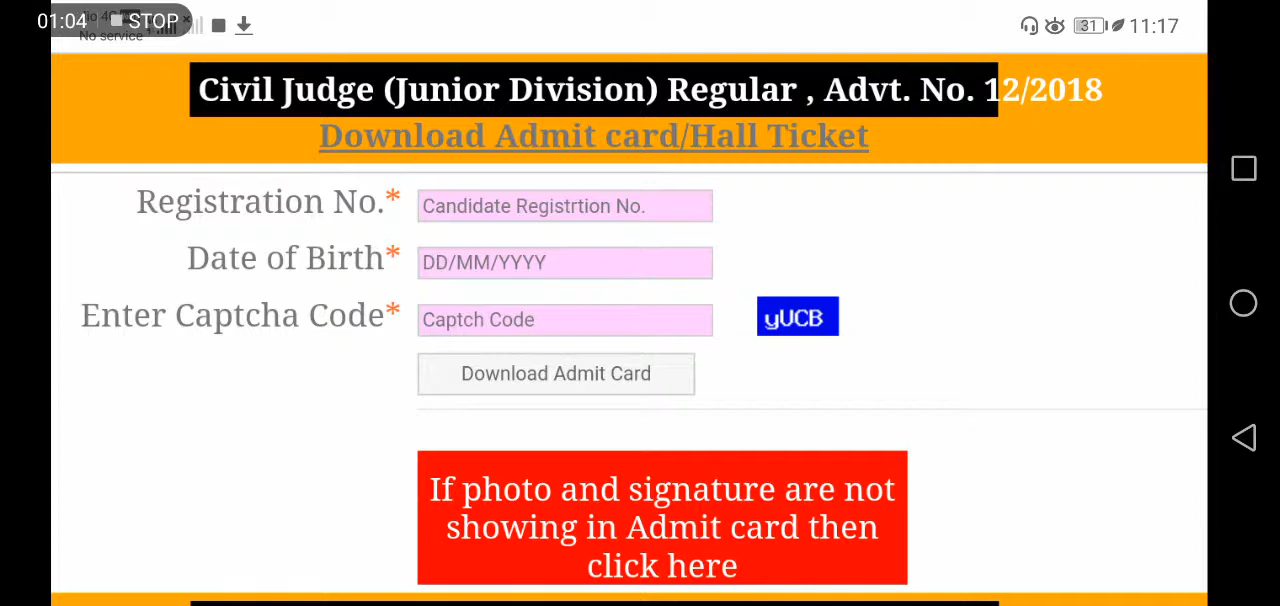 01:04 STOP
No service
31 11:17
Civil Judge (Junior Division) Regular , Advt. No. 12/2018
Download Admit card/Hall Ticket
Registration No.* Candidate Registrtion No.
Date of Birth* DD/MM/YYYY
Enter Captcha Code* Captch Code yUCB
Download Admit Card
If photo and signature are not
showing in Admit card then
click here